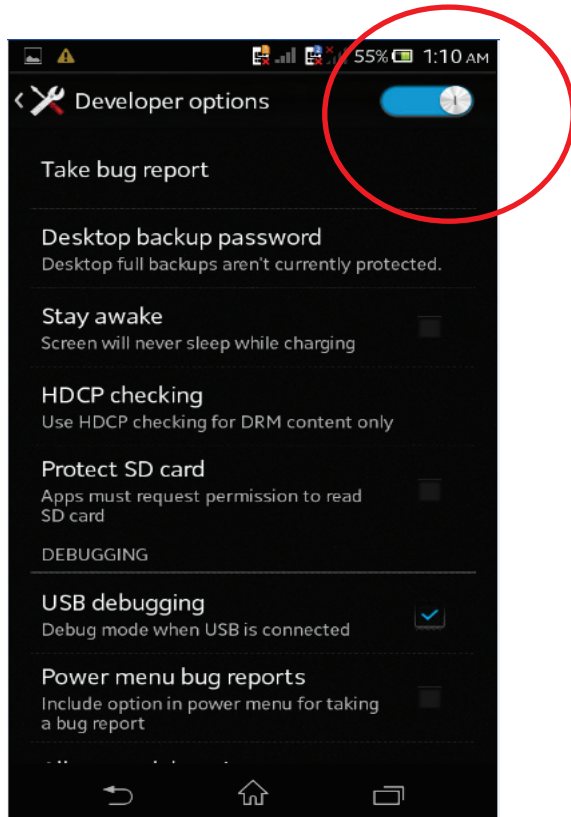 55% 1:10 AM
Developer options
Take bug report
Desktop backup password
Desktop full backups aren't currently protected.
Stay awake
Screen will never sleep while charging
HDCP checking
Use HDCP checking for DRM content only
Protect SD card
Apps must request permission to read
SD card
DEBUGGING
USB debugging
Debug mode when USB is connected
Power menu bug reports
Include option in power menu for taking
a bug report